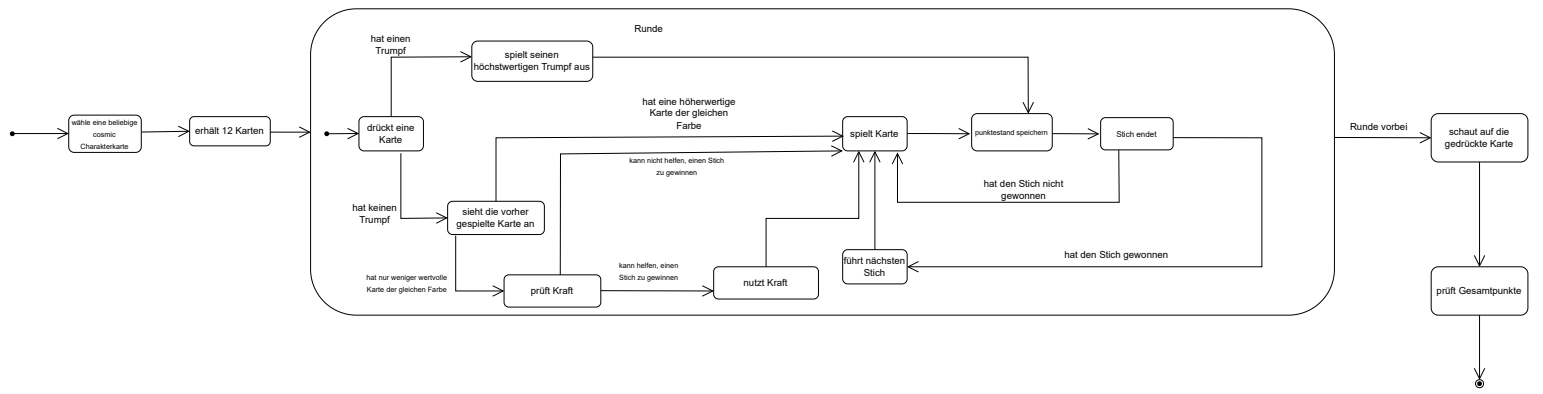 Runde
hat einen
Trumpf
spielt seinen
höchstwertigen Trumpf aus
wähle eine beliebige
cosmic
Charakterkarte
erhält 12 Karten
drückt eine
Karte
hat eine höherwertige
Karte der gleichen
Farbe
spielt Karte
punktestand speichern
Stich endet
Runde vorbei
schaut auf die
gedrückte Karte
kann nicht helfen, einen Stich
zu gewinnen
hat keinen
Trumpf
sieht die vorher
gespielte Karte an
hat den Stich nicht
gewonnen
hat nur weniger wertvolle
Karte der gleichen Farbe
prüft Kraft
kann helfen, einen
Stich zu gewinnen
nutzt Kraft
führt nächsten
Stich
hat den Stich gewonnen
prüft Gesamtpunkte